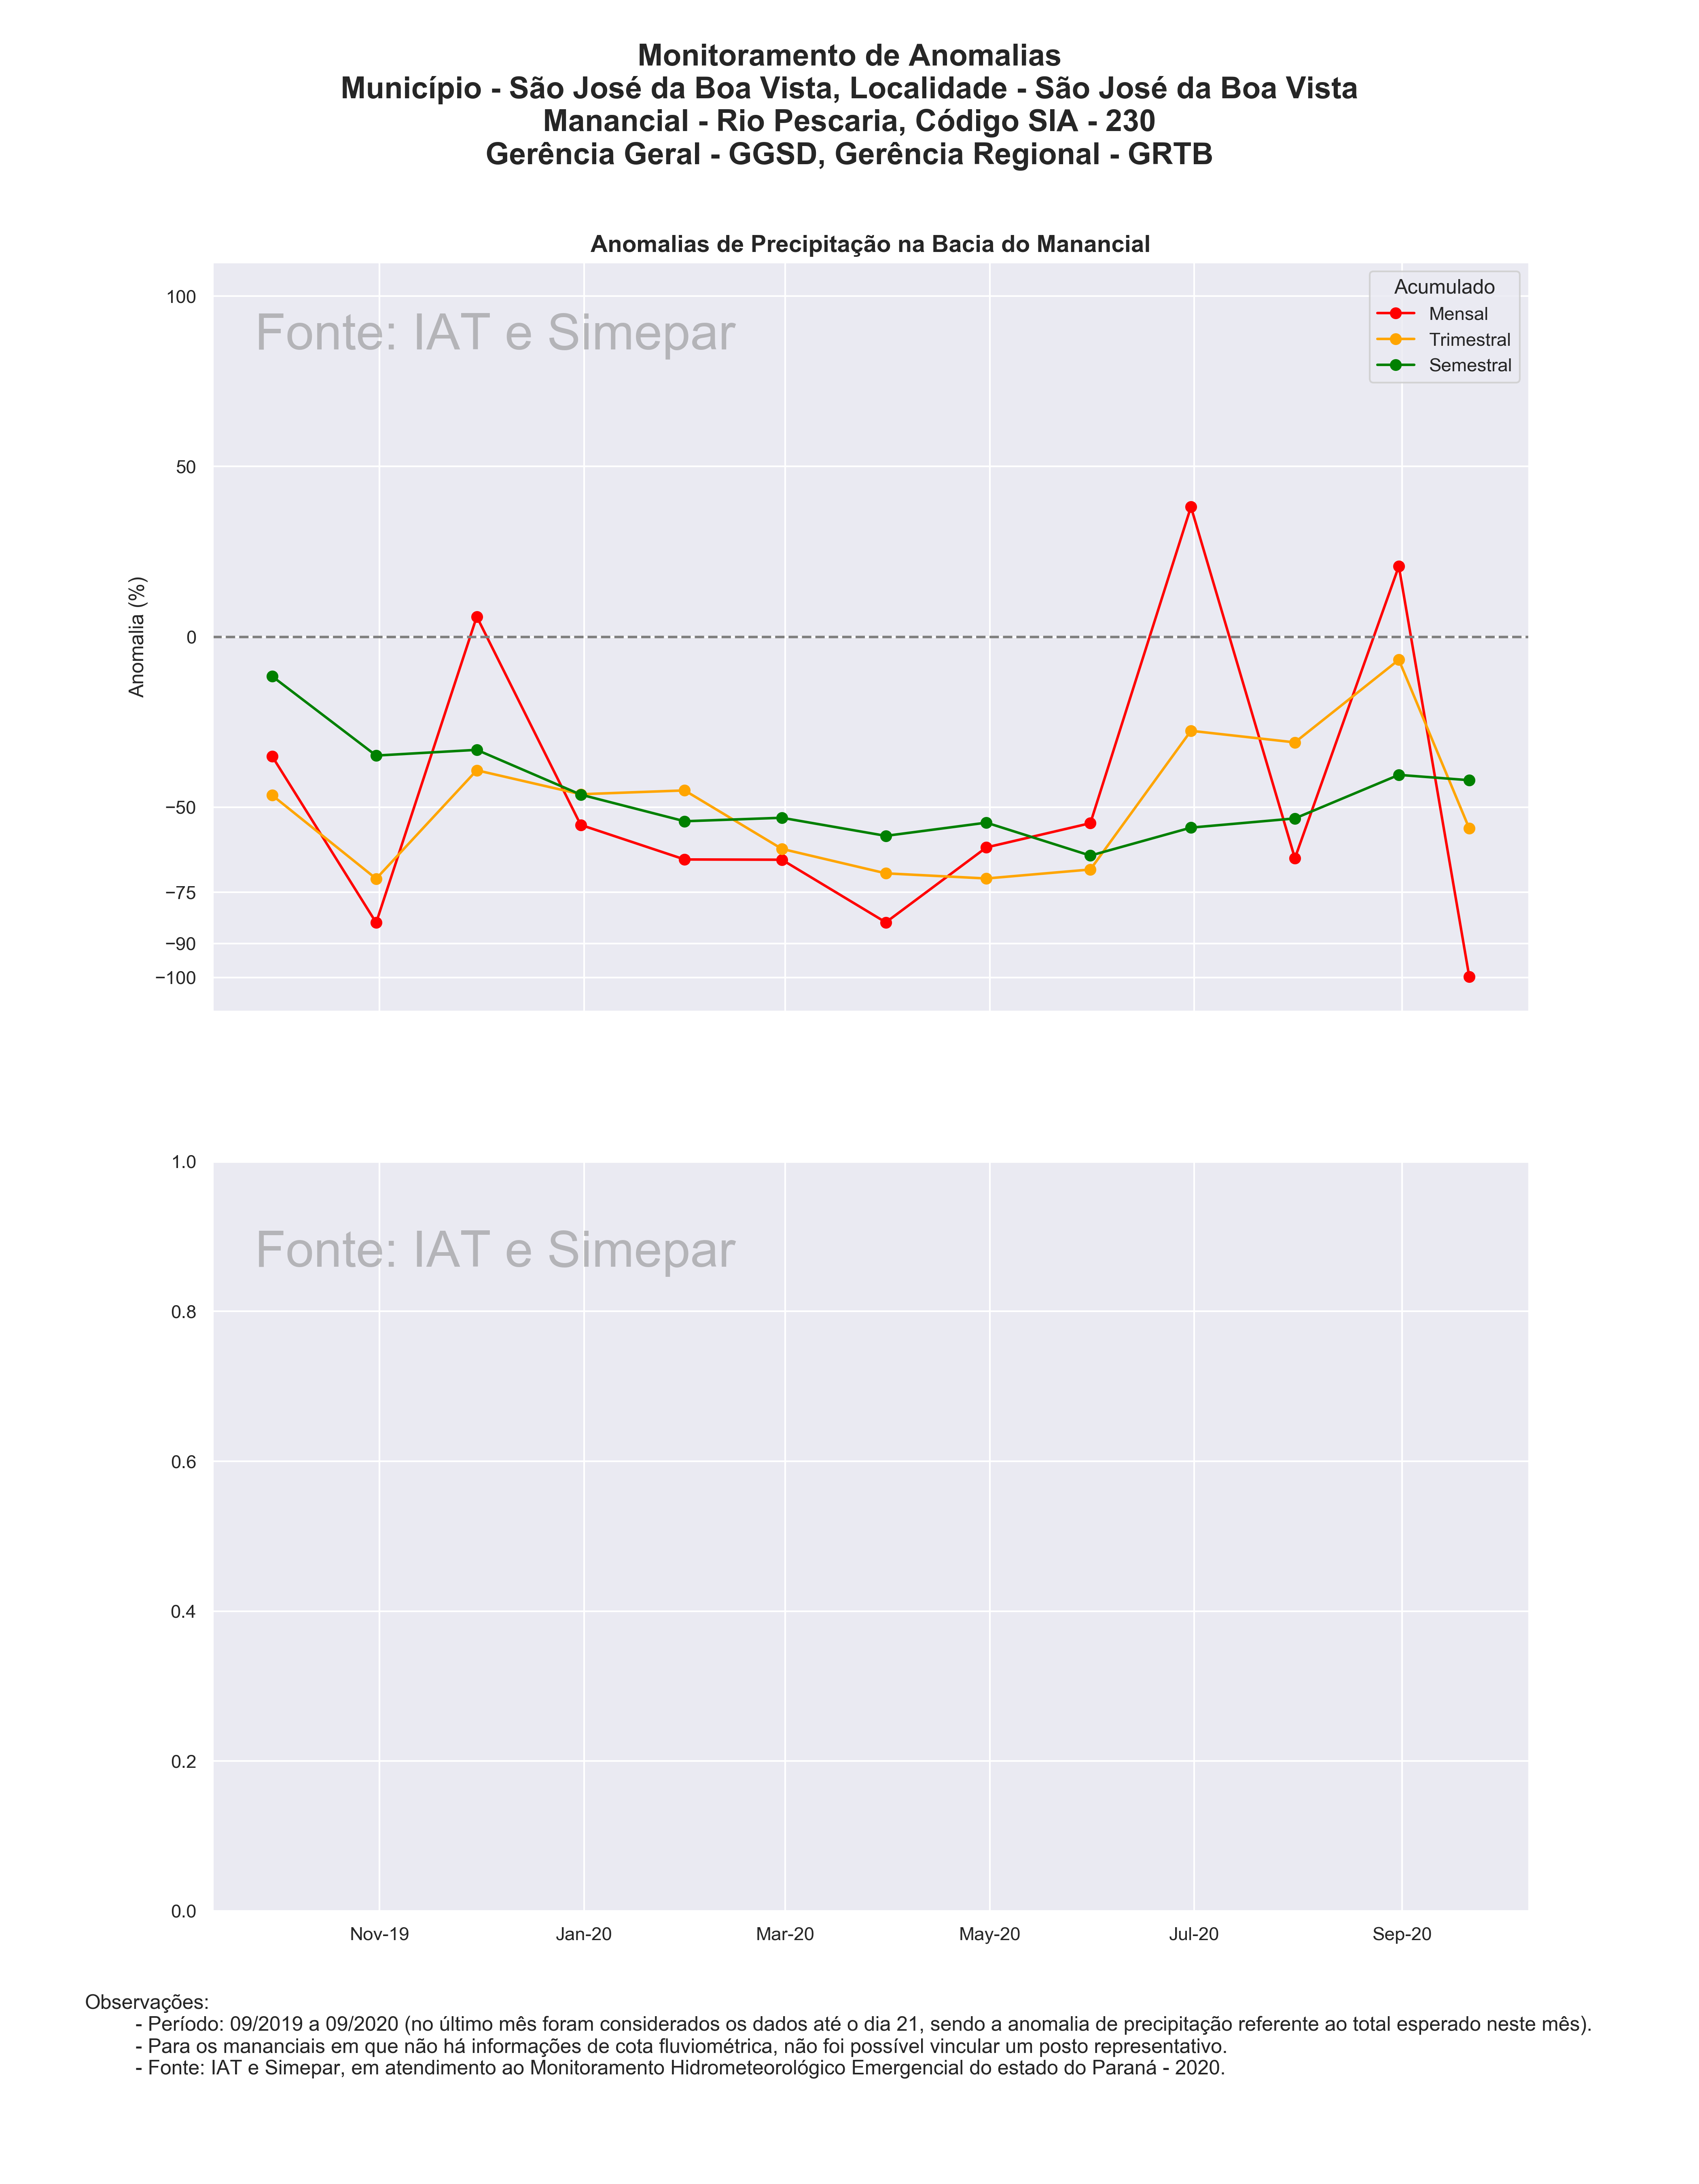 Monitoramento de Anomalias
Município - São José da Boa Vista, Localidade - São José da Boa Vista
Manancial - Rio Pescaria, Código SIA - 230
Gerência Geral - GGSD, Gerência Regional - GRTB
Anomalias de Precipitação na Bacia do Manancial
Fonte: IAT e Simepar
Acumulado
Mensal
Trimestral
Semestral
Anomalia (%)
100
50
0
−50
−75
−90
−100
Fonte: IAT e Simepar
1.0
0.8
0.6
0.4
0.2
0.0
Nov-19 Jan-20 Mar-20 May-20 Jul-20 Sep-20
Observações:
- Período: 09/2019 a 09/2020 (no último mês foram considerados os dados até o dia 21, sendo a anomalia de precipitação referente ao total esperado neste mês).
- Para os mananciais em que não há informações de cota fluviométrica, não foi possível vincular um posto representativo.
- Fonte: IAT e Simepar, em atendimento ao Monitoramento Hidrometeorológico Emergencial do estado do Paraná - 2020.